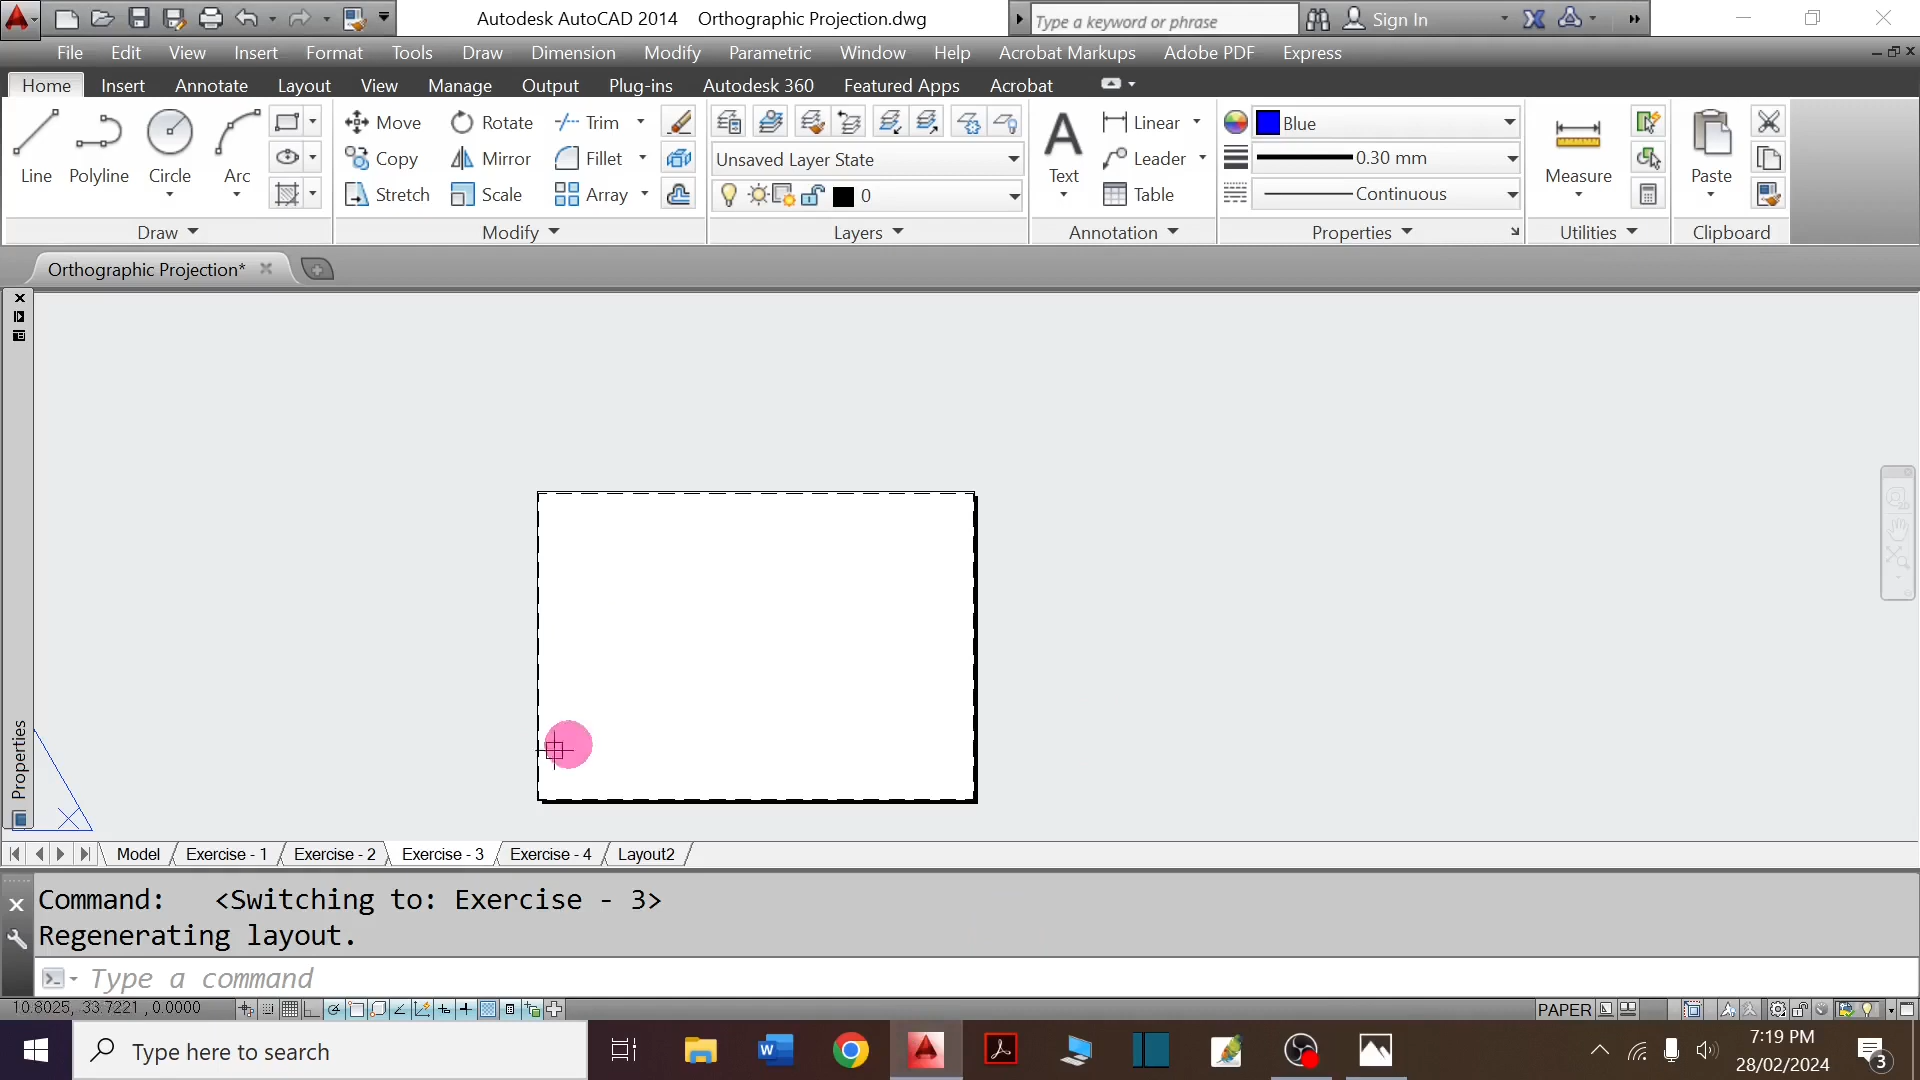 Autodesk AutoCAD 2014 Orthographic Projection.dwg
Type a keyword or phrase
Sign In
File Edit View Insert Format Tools Draw Dimension Modify Parametric Window Help Acrobat Markups Adobe PDF Express
Home Insert Annotate Layout View Manage Output Plug-ins Autodesk 360 Featured Apps Acrobat
Move Rotate Trim
Blue
Copy Mirror Fillet
Unsaved Layer State
Leader
0.30 mm
Linear
Line Polyline Circle Arc
Text
Measure
Paste
Stretch Scale Array
0
Table
Continuous
Draw Modify Layers Annotation Properties Utilities Clipboard
Orthographic Projection*
Properties
Model Exercise - 1 Exercise - 2 Exercise - 3 Exercise - 4 Layout2
Command: <Switching to: Exercise - 3>
Regenerating layout.
Type a command
10.8025, 33.7221 , 0.0000
PAPER
Type here to search
7:19 PM
28/02/2024
3